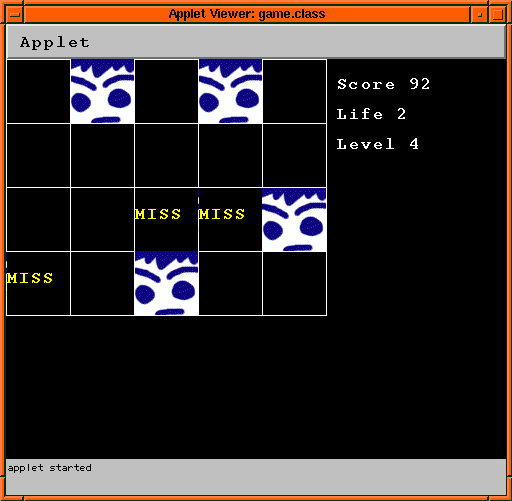 Applet Viewer: game.class
Applet
Score 92
Life 2
Level 4
MISS MISS
MISS
applet started